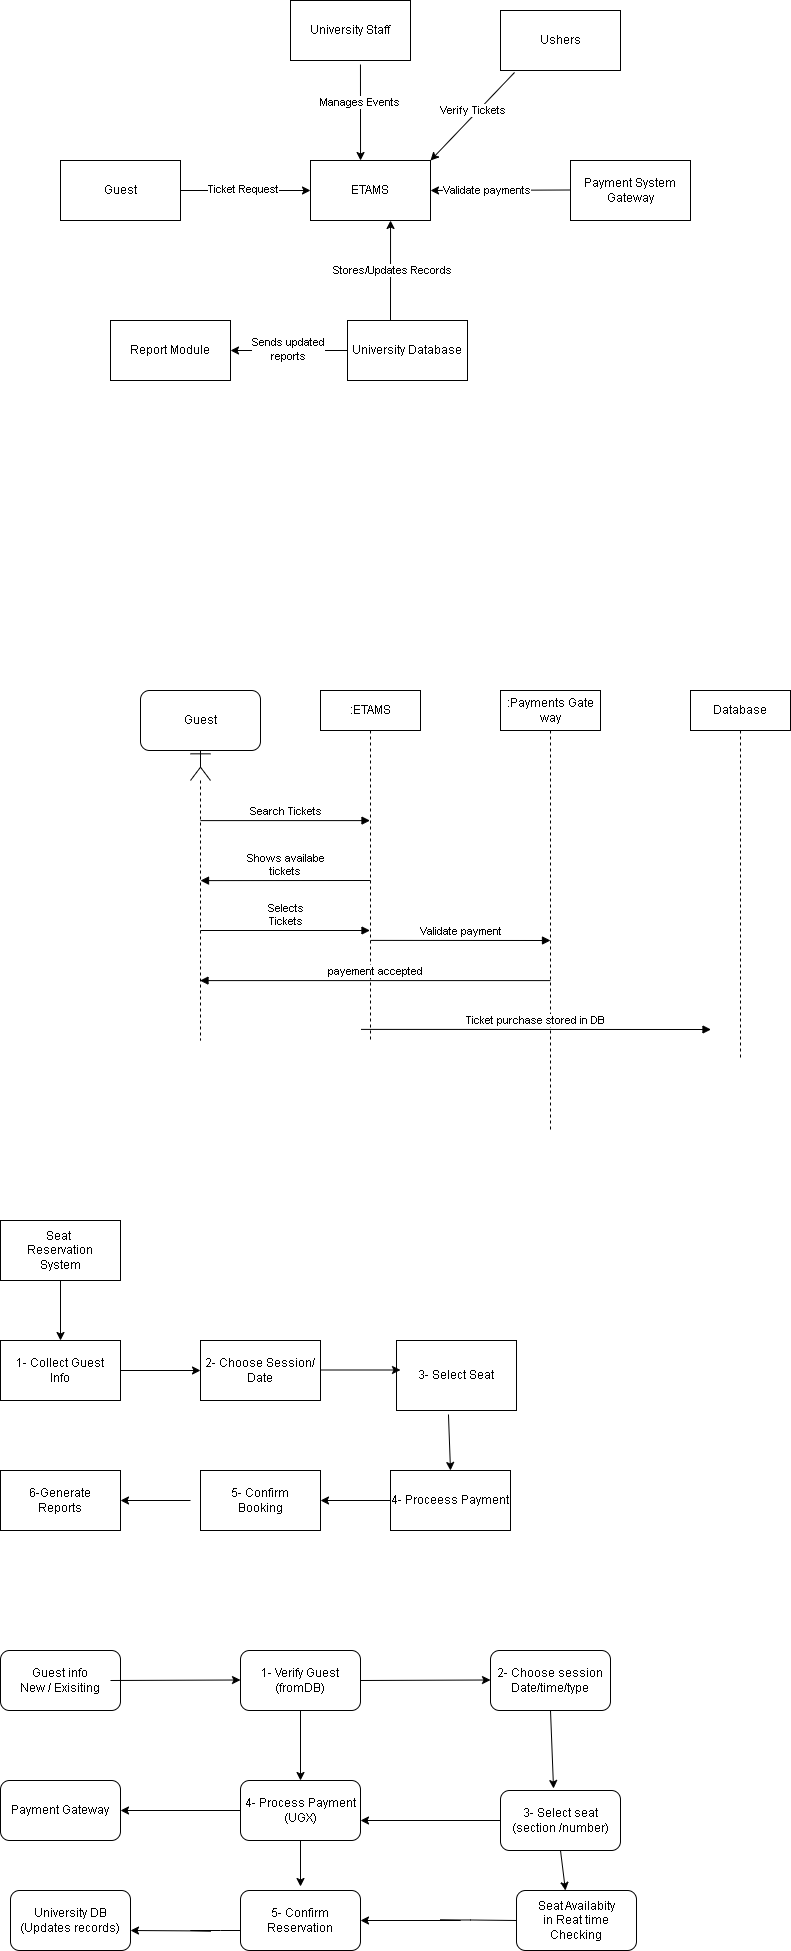 University Staff
Ushers
Manages Events
Verify Tickets
Guest
Ticket Request
ETAMS
Validate payments
Payment System
Gateway
Stores/Updates Records
Report Module
Sends updated
reports
University Database
Guest
:ETAMS
:Payments Gate
way
Database
Search Tickets
Shows availabe
tickets
Selects
Tickets
Validate payment
payement accepted
Ticket purchase stored in DB
Seat
Reservation
System
1- Collect Guest
Info
2- Choose Session/
Date
3- Select Seat
6-Generate
Reports
5- Confirm
Booking
4- Proceess Payment
Guest info
New / Exisiting
1- Verify Guest
(fromDB)
2- Choose session
Date/time/type
Payment Gateway
4- Process Payment
(UGX)
3- Select seat
(section /number)
University DB
(Updates records)
5- Confirm
Reservation
Seat Availabity
in Reat time
Checking